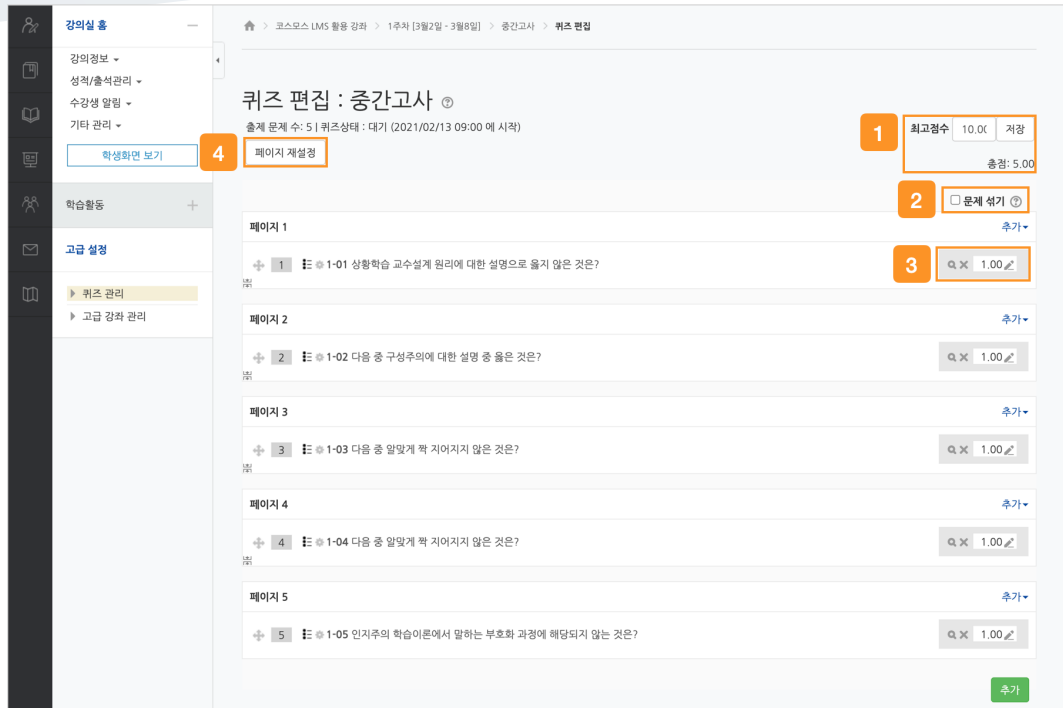 강의실 홈
강의정보
성적/출석관리
수강생 알림
기타 관리
학생화면 보기
학습활동
고급 설정
퀴즈 관리
고급 강좌 관리
코스모스 LMS 활용 강좌 > 1주차 [3월2일 - 3월8일] > 중간고사 > 퀴즈 편집
퀴즈 편집 : 중간고사
출제 문제 수: 5 | 퀴즈상태 : 대기 (2021/02/13 09:00 에 시작)
1 최고점수 10.0( 저장
4 페이지 재설정
총점: 5.00
2 문제 섞기
페이지 1 추가
1 1-01 상황학습 교수설계 원리에 대한 설명으로 옳지 않은 것은? 3 1.00
페이지 2 추가
2 1-02 다음 중 구성주의에 대한 설명 중 옳은 것은? 1.00
페이지 3 추가
3 1-03 다음 중 알맞게 짝 지어지지 않은 것은? 1.00
페이지 4 추가
4 1-04 다음 중 알맞게 짝 지어지지 않은 것은? 1.00
페이지 5 추가
5 1-05 인지주의 학습이론에서 말하는 부호화 과정에 해당되지 않는 것은? 1.00
추가